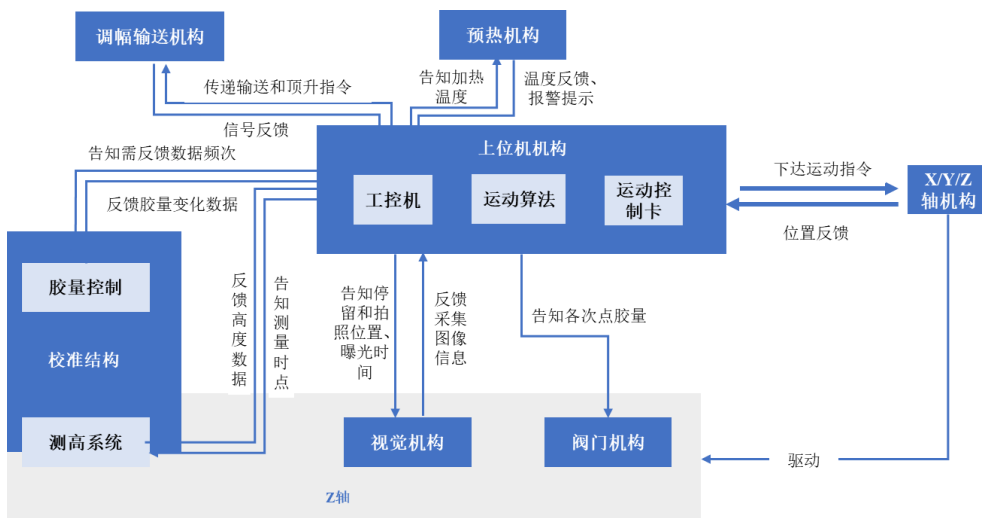 调幅输送机构
预热机构
传递输送和顶升指令
告知加热
温度
温度反馈、
报警提示
信号反馈
告知需反馈数据频次
反馈胶量变化数据
上位机机构
工控机
运动算法
运动控
制卡
下达运动指令
X/Y/Z
轴机构
位置反馈
胶量控制
校准结构
测高系统
反馈高度数据
告知测量时点
告知停
留和拍
照位置、
曝光时
间
反馈
采集
图像
信息
告知各次点胶量
视觉机构
阀门机构
驱动
Z轴